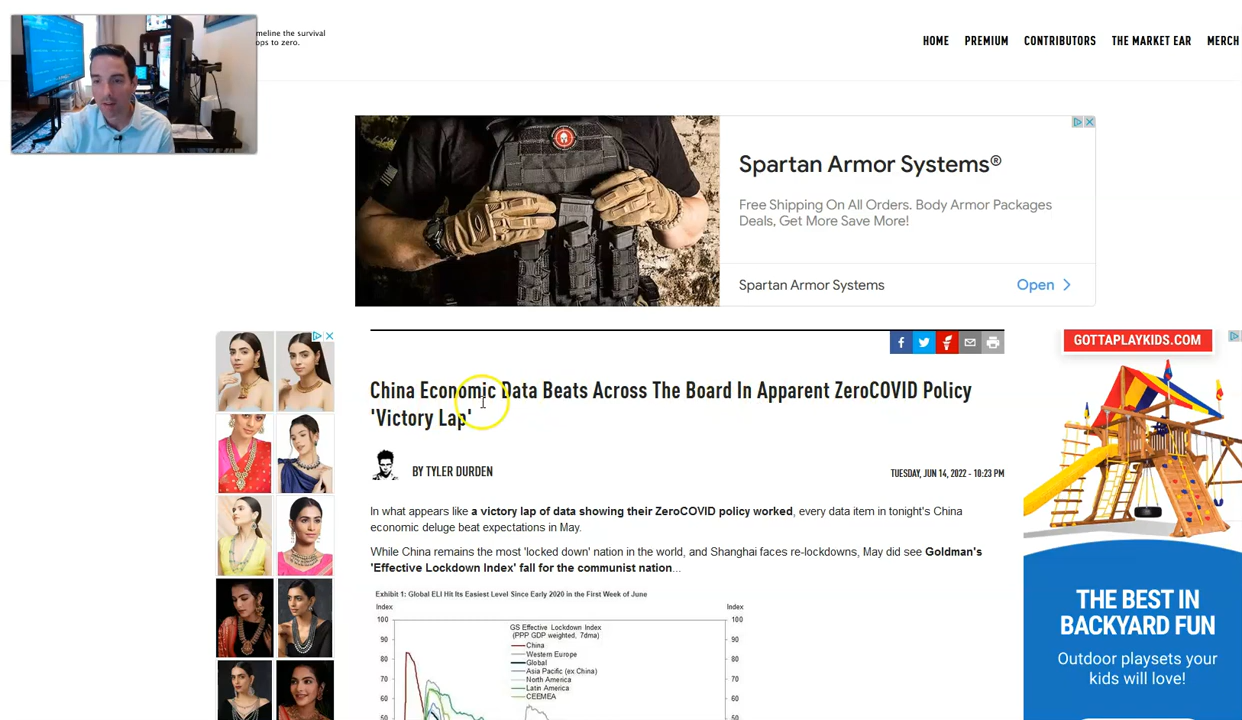 meline the survival
ops to zero.
HOME PREMIUM CONTRIBUTORS THE MARKET EAR MERCH
Spartan Armor Systems®
Free Shipping On All Orders. Body Armor Packages
Deals, Get More Save More!
Spartan Armor Systems
Open
GOTTAPLAYKIDS.COM
China Economic Data Beats Across The Board In Apparent ZeroCOVID Policy
'Victory Lap'
BY TYLER DURDEN
TUESDAY, JUN 14, 2022 - 10:23 PM
In what appears like a victory lap of data showing their ZeroCOVID policy worked, every data item in tonight's China
economic deluge beat expectations in May.
While China remains the most 'locked down' nation in the world, and Shanghai faces re-lockdowns, May did see Goldman's
'Effective Lockdown Index' fall for the communist nation...
Exhibit 1: Global ELI Hit Its Easiest Level Since Early 2020 in the First Week of June
Index
Index
100
90
80
70
60
50
GS Effective Lockdown Index
(PPP GDP weighted, 7dma)
China
Western Europe
Global
Asia Pacific (ex China)
North America
Latin America
CEEMEA
100
90
80
70
60
50
THE BEST IN
BACKYARD FUN
Outdoor playsets your
kids will love!